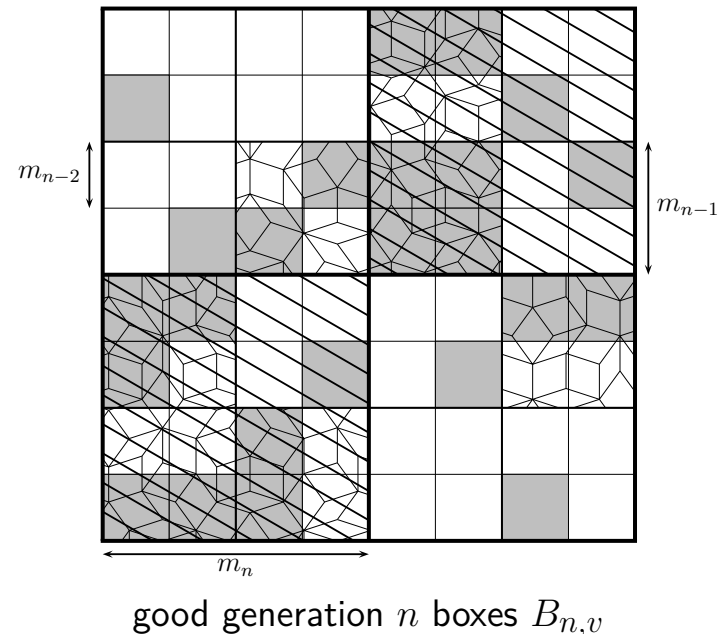 m_{n-2}
m_{n-1}
m_n
good generation n boxes B_{n,v}